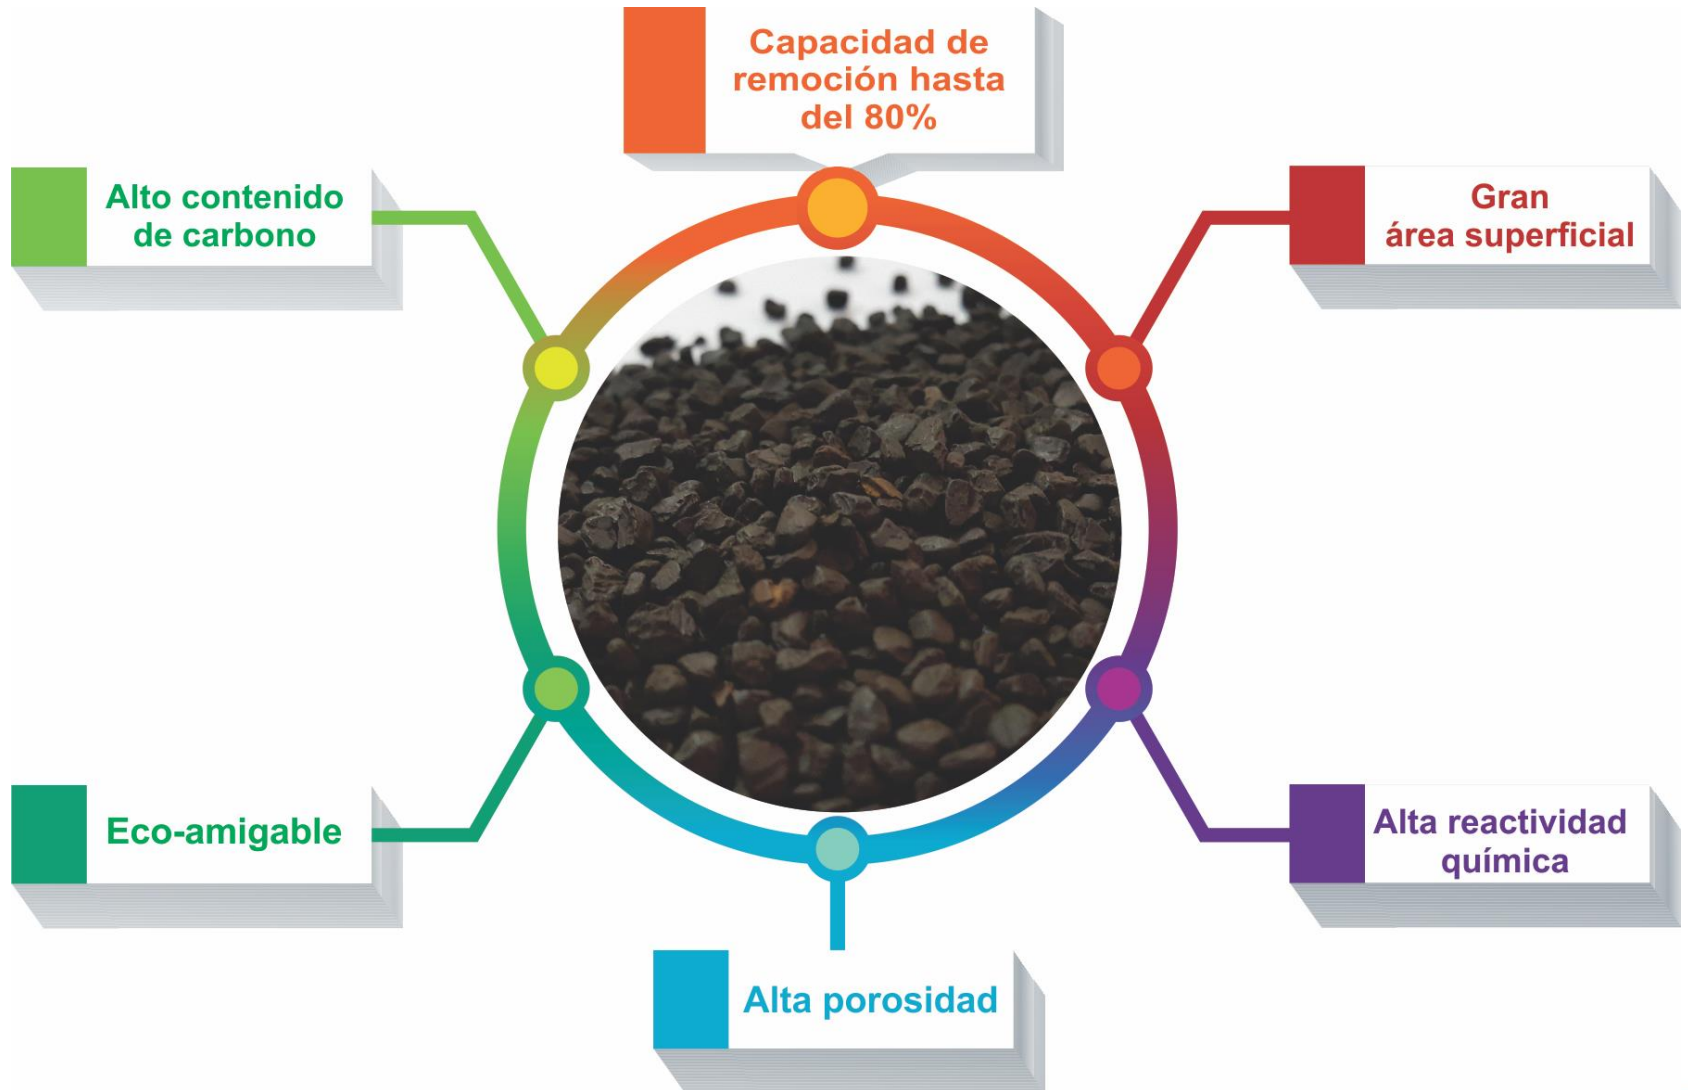 Capacidad de
remoción hasta
del 80%
Alto contenido
de carbono
Gran
área superficial
Eco-amigable
Alta reactividad
química
Alta porosidad